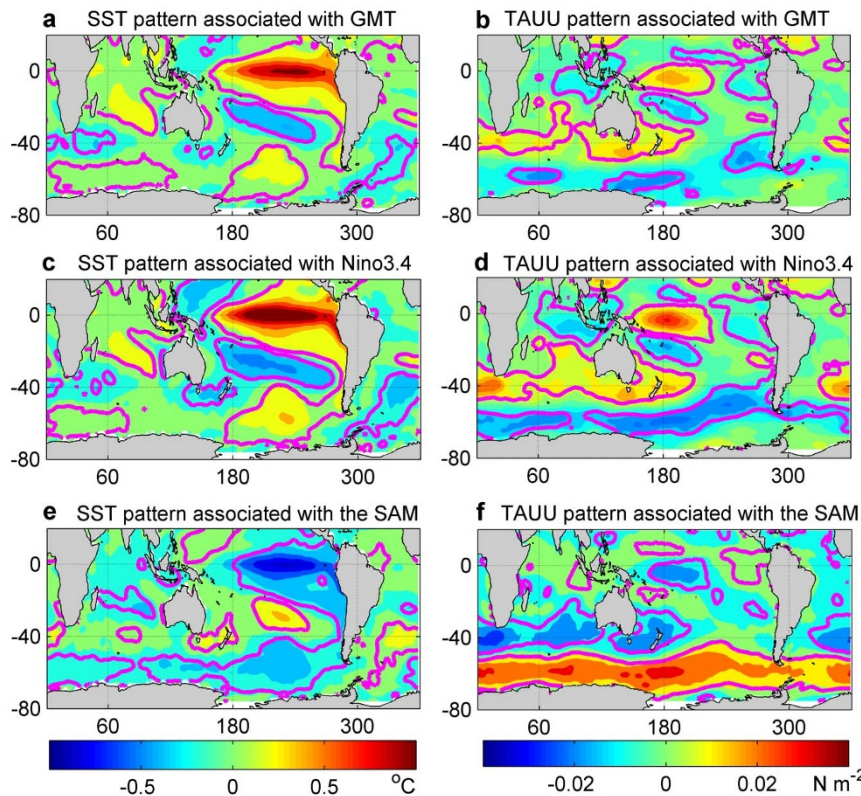 a SST pattern associated with GMT
b TAUU pattern associated with GMT
0
-40
-80
60 180 300
0
-40
-80
60 180 300
c SST pattern associated with Nino3.4
d TAUU pattern associated with Nino3.4
0
-40
-80
60 180 300
0
-40
-80
60 180 300
e SST pattern associated with the SAM
f TAUU pattern associated with the SAM
0
-40
-80
60 180 300
0
-40
-80
60 180 300
-0.5 0 0.5 °C
-0.02 0 0.02 N m⁻²